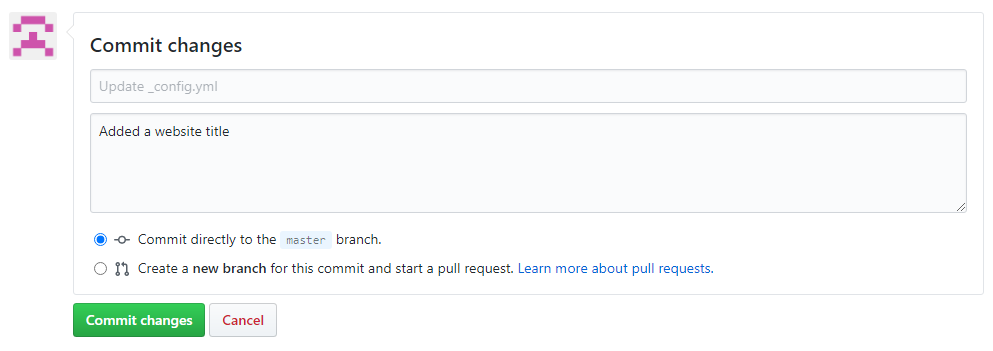 Commit changes
Update _config.yml
Added a website title
Commit directly to the master branch.
Create a new branch for this commit and start a pull request. Learn more about pull requests.
Commit changes Cancel